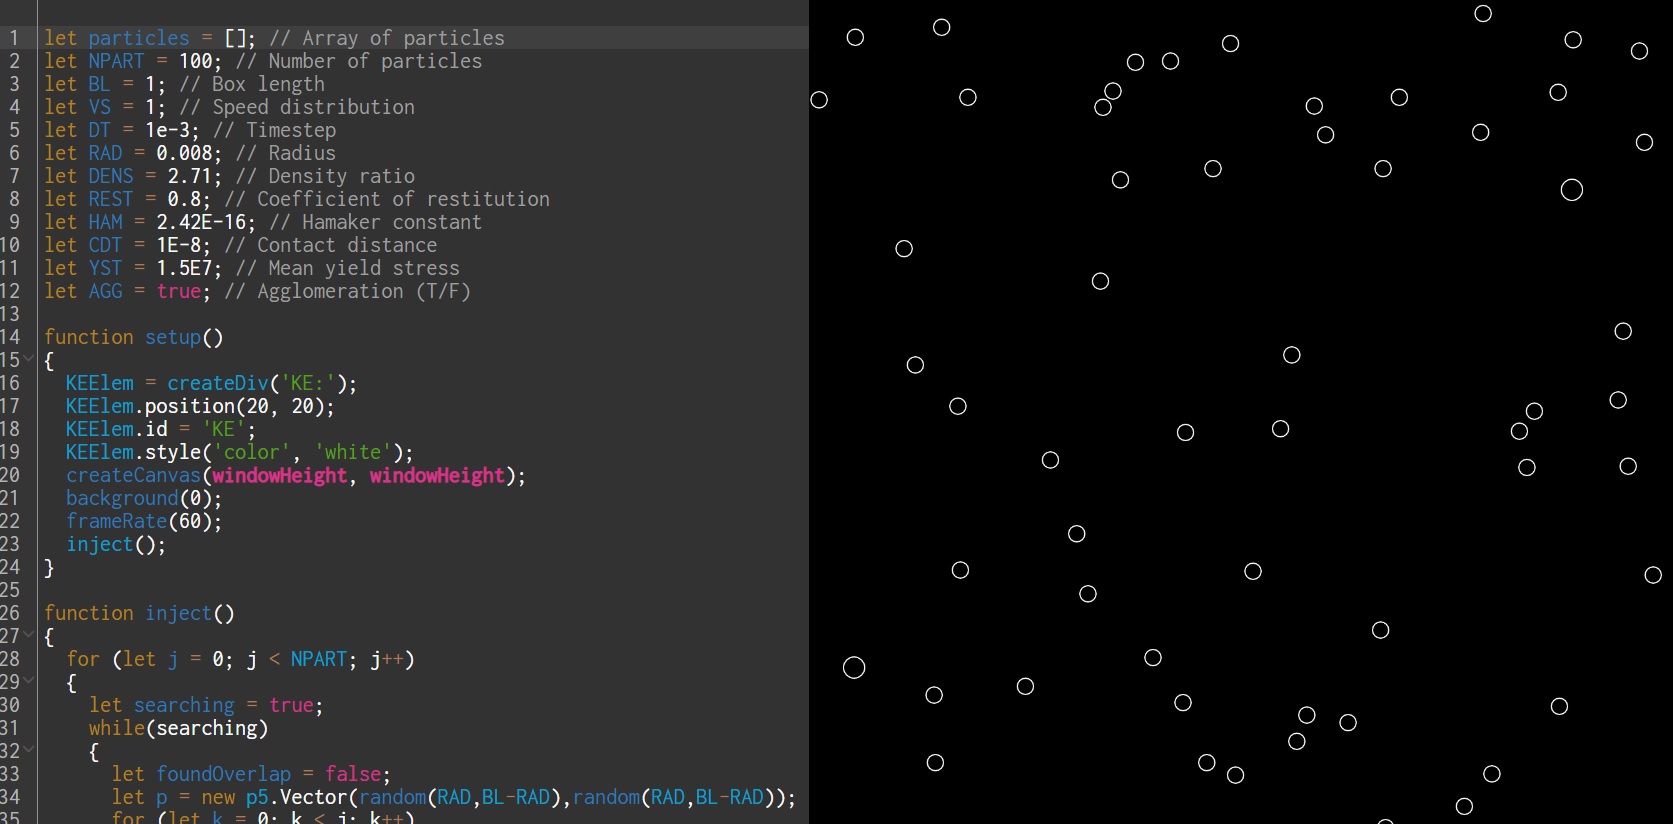 1 let particles = []; // Array of particles
2 let NPART = 100; // Number of particles
3 let BL = 1; // Box length
4 let VS = 1; // Speed distribution
5 let DT = 1e-3; // Timestep
6 let RAD = 0.008; // Radius
7 let DENS = 2.71; // Density ratio
8 let REST = 0.8; // Coefficient of restitution
9 let HAM = 2.42E-16; // Hamaker constant
10 let CDT = 1E-8; // Contact distance
11 let YST = 1.5E7; // Mean yield stress
12 let AGG = true; // Agglomeration (T/F)
13
14 function setup()
15 {
16 KEElem = createDiv('KE:');
17 KEElem.position(20, 20);
18 KEElem.id = 'KE';
19 KEElem.style('color', 'white');
20 createCanvas(windowHeight, windowHeight);
21 background(0);
22 frameRate(60);
23 inject();
24 }
25
26 function inject()
27 {
28 for (let j = 0; j < NPART; j++)
29 {
30 let searching = true;
31 while(searching)
32 {
33 let foundOverlap = false;
34 let p = new p5.Vector(random(RAD,BL-RAD),random(RAD,BL-RAD));
35 for (let k = 0; k < j; k++)